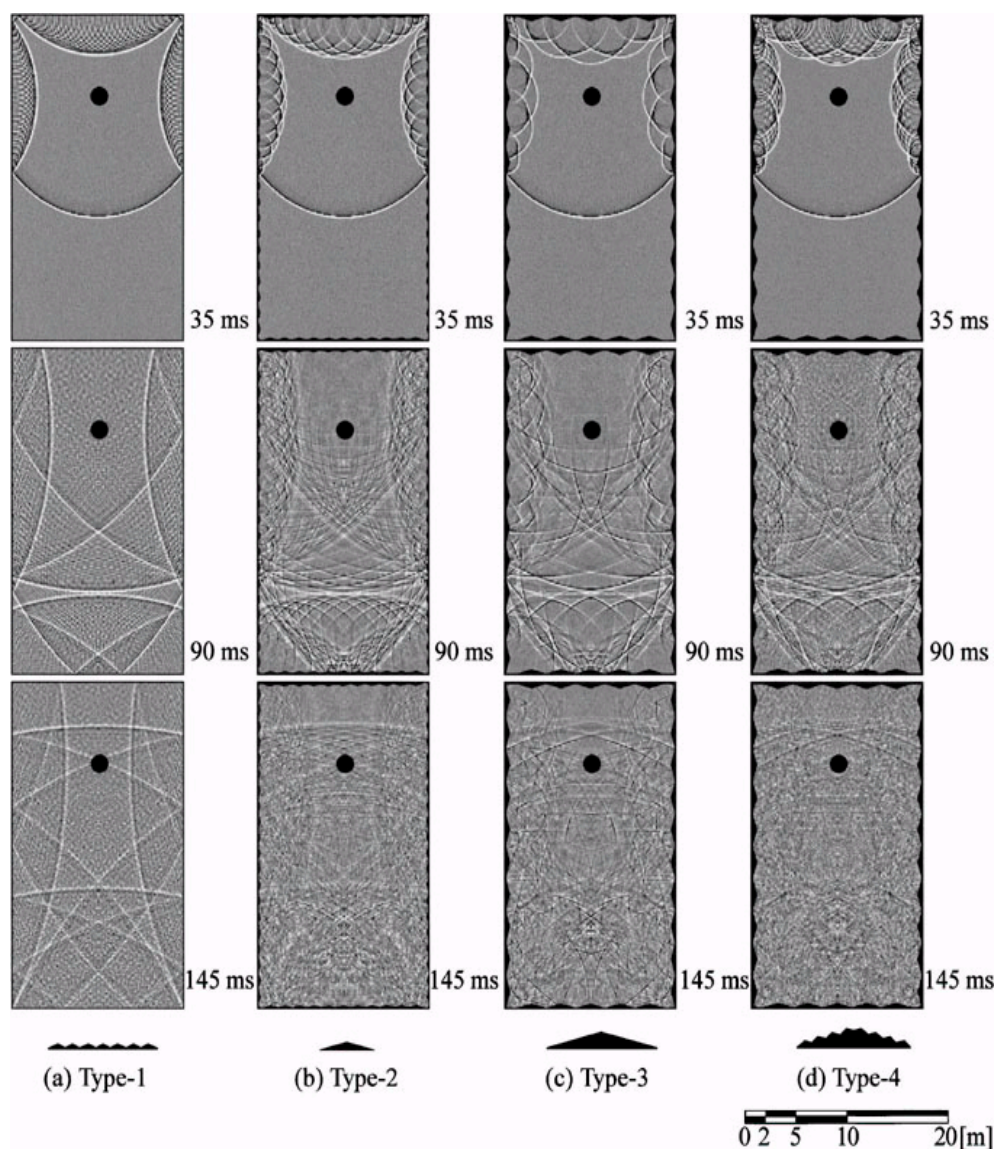 35 ms 35 ms 35 ms 35 ms
90 ms 90 ms 90 ms 90 ms
145 ms 145 ms 145 ms 145 ms
(a) Type-1 (b) Type-2 (c) Type-3 (d) Type-4
0 2 5 10 20[m]